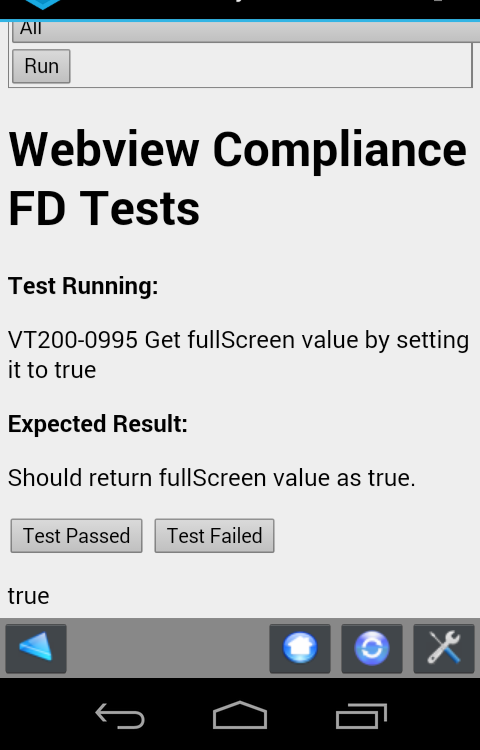 All
Run
Webview Compliance
FD Tests
Test Running:
VT200-0995 Get fullScreen value by setting
it to true
Expected Result:
Should return fullScreen value as true.
Test Passed Test Failed
true